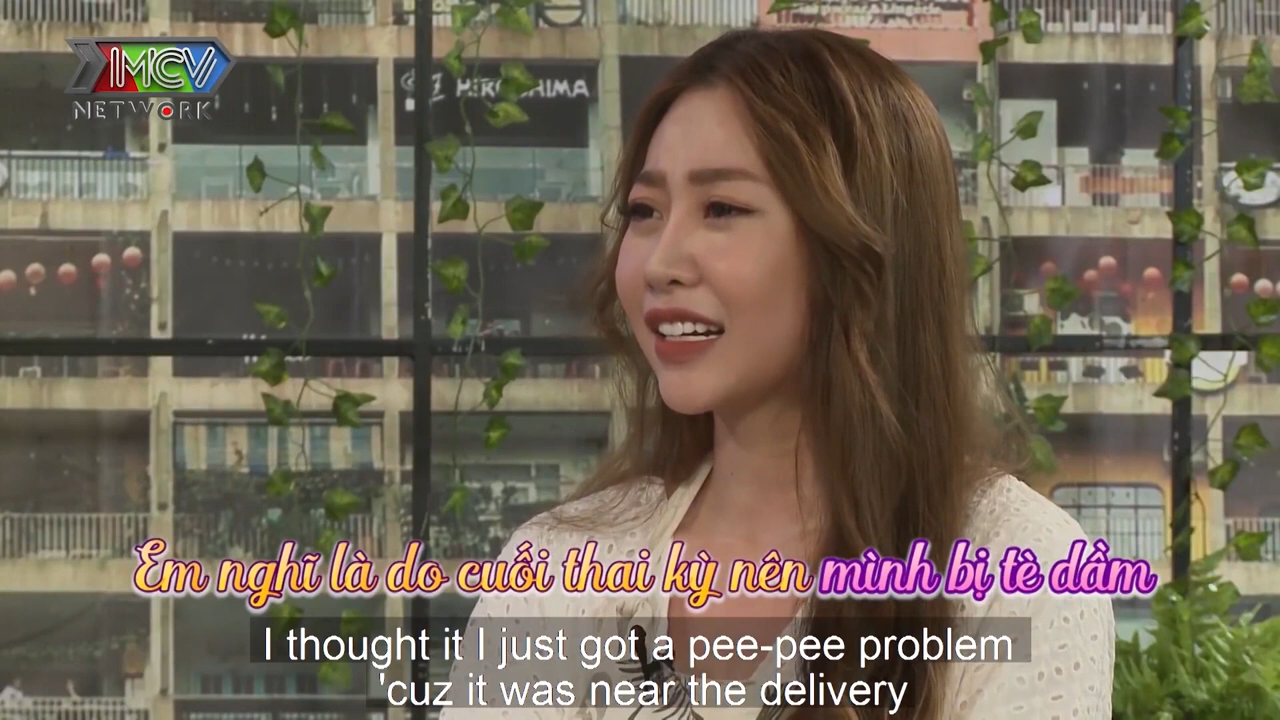 MCV
NETWORK
HIROSHIMA
Em nghĩ là do cuối thai kỳ nên mình bị tè dầm
I thought it I just got a pee-pee problem
'cuz it was near the delivery